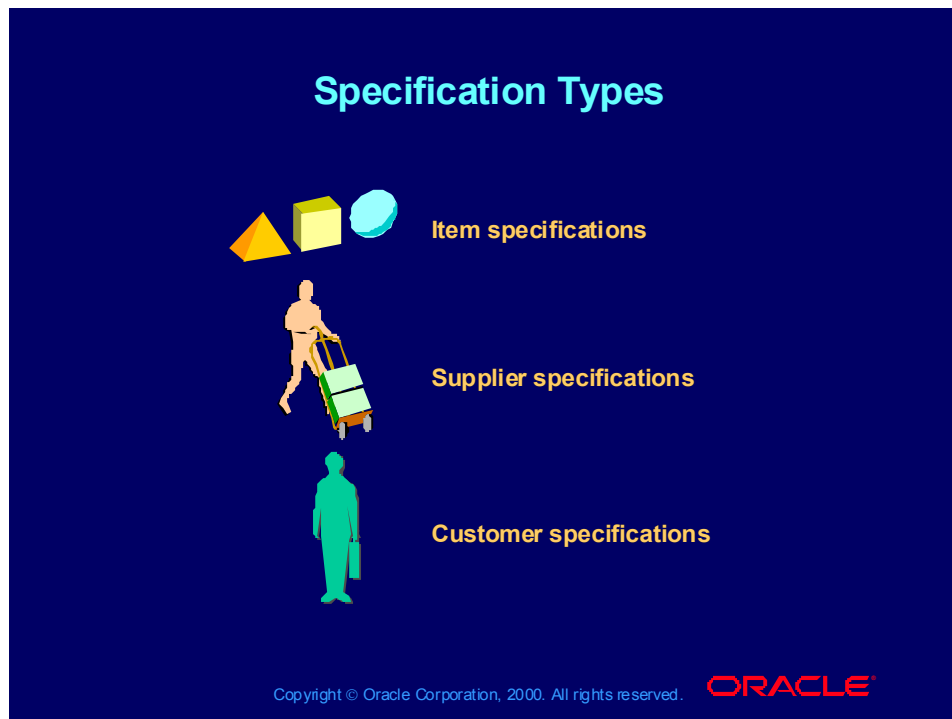 Specification Types
Item specifications
Supplier specifications
Customer specifications
Copyright © Oracle Corporation, 2000. All rights reserved.
ORACLE®